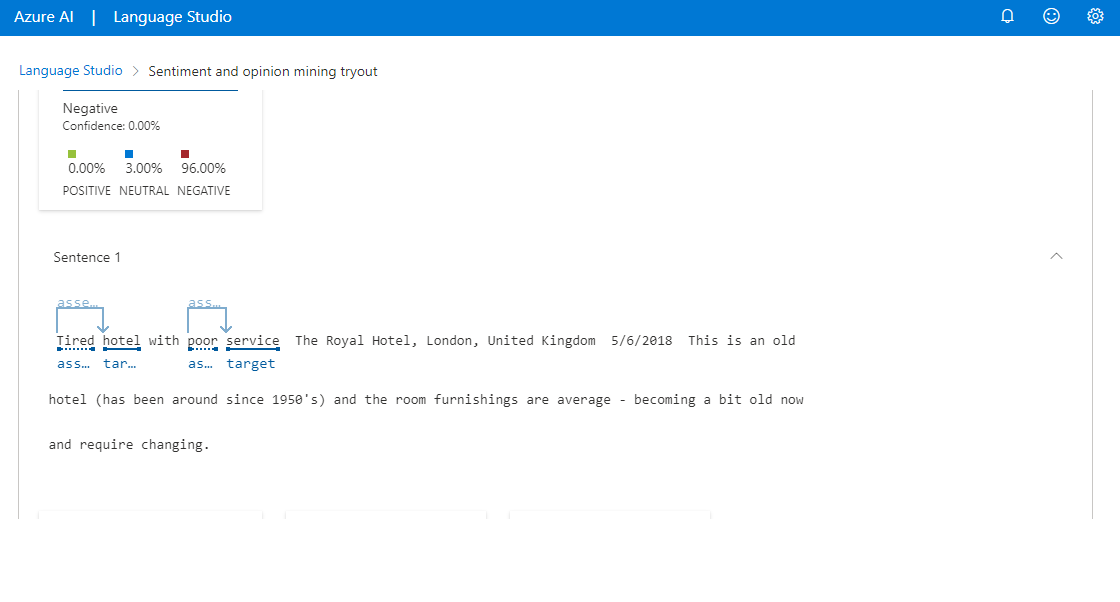 Azure AI | Language Studio
Language Studio > Sentiment and opinion mining tryout
Negative
Confidence: 0.00%
0.00% 3.00% 96.00%
POSITIVE NEUTRAL NEGATIVE
Sentence 1
asse... ass...
Tired hotel with poor service The Royal Hotel, London, United Kingdom 5/6/2018 This is an old
ass... tar... as... target
hotel (has been around since 1950's) and the room furnishings are average - becoming a bit old now
and require changing.